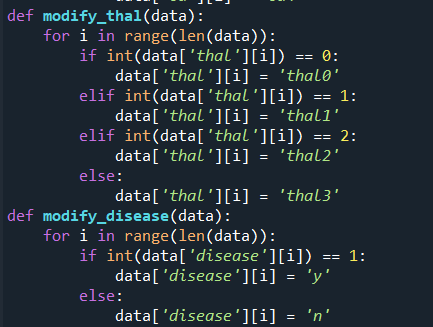 def modify_thal(data):
    for i in range(len(data)):
        if int(data['thal'][i]) == 0:
            data['thal'][i] = 'thal0'
        elif int(data['thal'][i]) == 1:
            data['thal'][i] = 'thal1'
        elif int(data['thal'][i]) == 2:
            data['thal'][i] = 'thal2'
        else:
            data['thal'][i] = 'thal3'
def modify_disease(data):
    for i in range(len(data)):
        if int(data['disease'][i]) == 1:
            data['disease'][i] = 'y'
        else:
            data['disease'][i] = 'n'